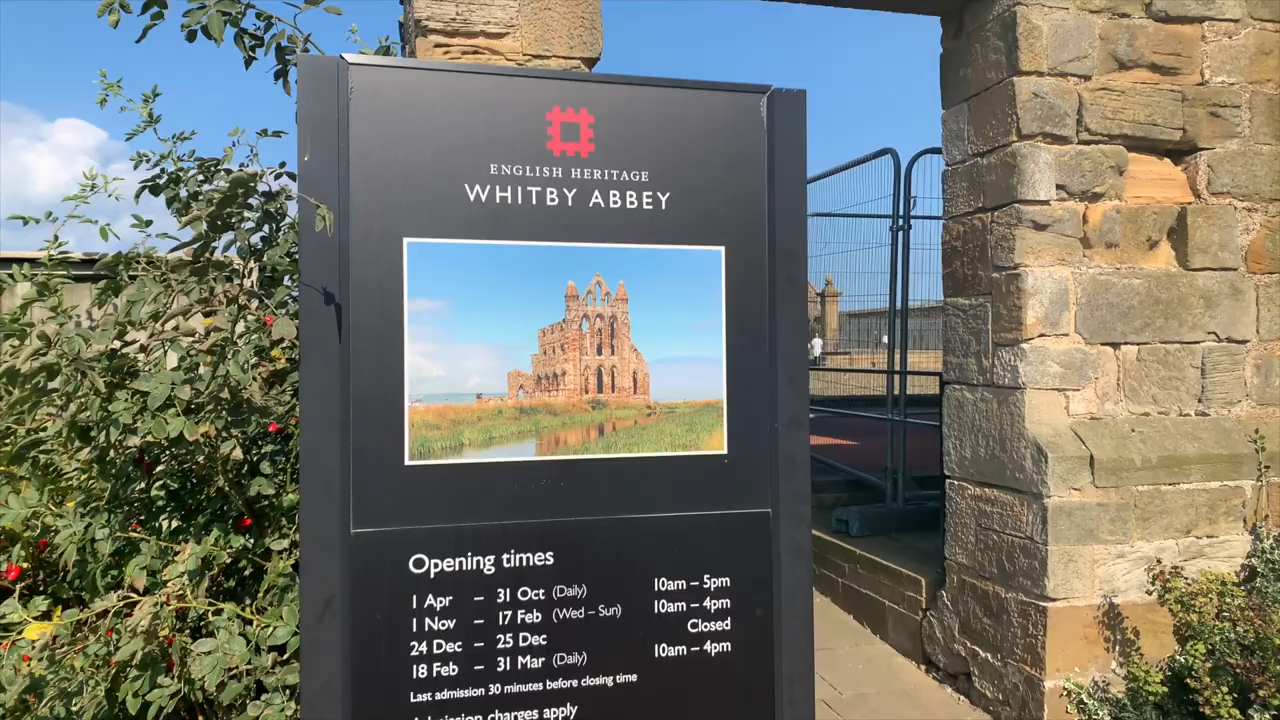 ENGLISH HERITAGE
WHITBY ABBEY
Opening times
1 Apr – 31 Oct (Daily) 10am – 5pm
1 Nov – 17 Feb (Wed – Sun) 10am – 4pm
24 Dec – 25 Dec Closed
18 Feb – 31 Mar (Daily) 10am – 4pm
Last admission 30 minutes before closing time
Admission charges apply